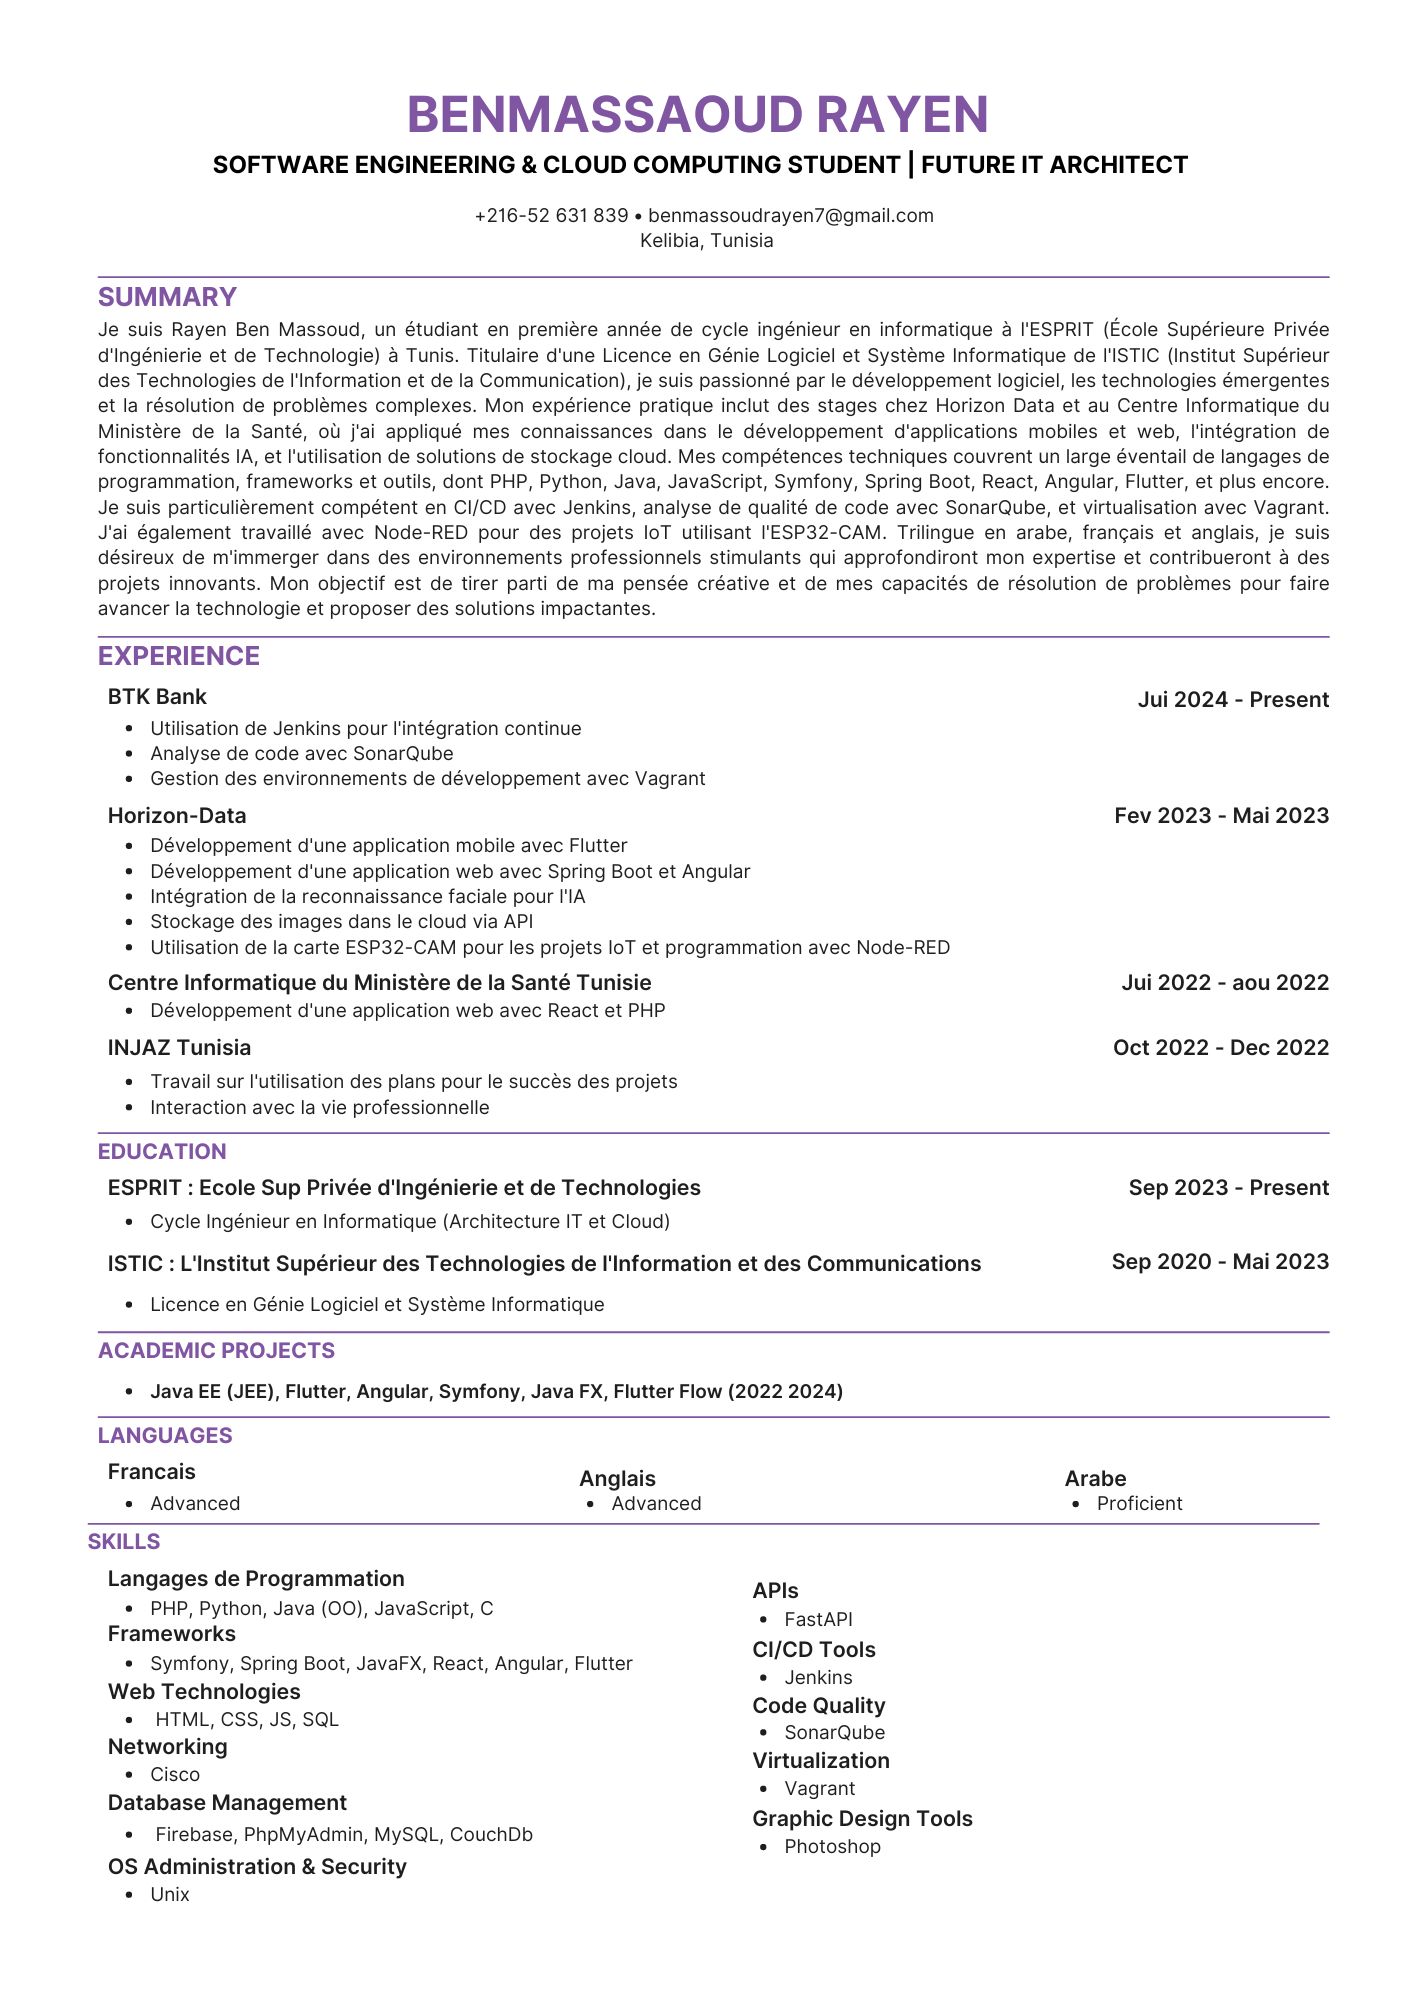 BENMASSAOUD RAYEN
SOFTWARE ENGINEERING & CLOUD COMPUTING STUDENT | FUTURE IT ARCHITECT
+216-52 631 839 • benmassoudrayen7@gmail.com
Kelibia, Tunisia
SUMMARY
Je suis Rayen Ben Massoud, un étudiant en première année de cycle ingénieur en informatique à l'ESPRIT (École Supérieure Privée
d'Ingénierie et de Technologie) à Tunis. Titulaire d'une Licence en Génie Logiciel et Système Informatique de l'ISTIC (Institut Supérieur
des Technologies de l'Information et de la Communication), je suis passionné par le développement logiciel, les technologies émergentes
et la résolution de problèmes complexes. Mon expérience pratique inclut des stages chez Horizon Data et au Centre Informatique du
Ministère de la Santé, où j'ai appliqué mes connaissances dans le développement d'applications mobiles et web, l'intégration de
fonctionnalités IA, et l'utilisation de solutions de stockage cloud. Mes compétences techniques couvrent un large éventail de langages de
programmation, frameworks et outils, dont PHP, Python, Java, JavaScript, Symfony, Spring Boot, React, Angular, Flutter, et plus encore.
Je suis particulièrement compétent en CI/CD avec Jenkins, analyse de qualité de code avec SonarQube, et virtualisation avec Vagrant.
J'ai également travaillé avec Node-RED pour des projets IoT utilisant l'ESP32-CAM. Trilingue en arabe, français et anglais, je suis
désireux de m'immerger dans des environnements professionnels stimulants qui approfondiront mon expertise et contribueront à des
projets innovants. Mon objectif est de tirer parti de ma pensée créative et de mes capacités de résolution de problèmes pour faire
avancer la technologie et proposer des solutions impactantes.
EXPERIENCE
BTK Bank Jui 2024 - Present
• Utilisation de Jenkins pour l'intégration continue
• Analyse de code avec SonarQube
• Gestion des environnements de développement avec Vagrant
Horizon-Data Fev 2023 - Mai 2023
• Développement d'une application mobile avec Flutter
• Développement d'une application web avec Spring Boot et Angular
• Intégration de la reconnaissance faciale pour l'IA
• Stockage des images dans le cloud via API
• Utilisation de la carte ESP32-CAM pour les projets IoT et programmation avec Node-RED
Centre Informatique du Ministère de la Santé Tunisie Jui 2022 - aou 2022
• Développement d'une application web avec React et PHP
INJAZ Tunisia Oct 2022 - Dec 2022
• Travail sur l'utilisation des plans pour le succès des projets
• Interaction avec la vie professionnelle
EDUCATION
ESPRIT : Ecole Sup Privée d'Ingénierie et de Technologies Sep 2023 - Present
• Cycle Ingénieur en Informatique (Architecture IT et Cloud)
ISTIC : L'Institut Supérieur des Technologies de l'Information et des Communications Sep 2020 - Mai 2023
• Licence en Génie Logiciel et Système Informatique
ACADEMIC PROJECTS
• Java EE (JEE), Flutter, Angular, Symfony, Java FX, Flutter Flow (2022 2024)
LANGUAGES
Francais
• Advanced
Anglais
• Advanced
Arabe
• Proficient
SKILLS
Langages de Programmation
• PHP, Python, Java (OO), JavaScript, C
Frameworks
• Symfony, Spring Boot, JavaFX, React, Angular, Flutter
Web Technologies
• HTML, CSS, JS, SQL
Networking
• Cisco
Database Management
• Firebase, PhpMyAdmin, MySQL, CouchDb
OS Administration & Security
• Unix
APIs
• FastAPI
CI/CD Tools
• Jenkins
Code Quality
• SonarQube
Virtualization
• Vagrant
Graphic Design Tools
• Photoshop